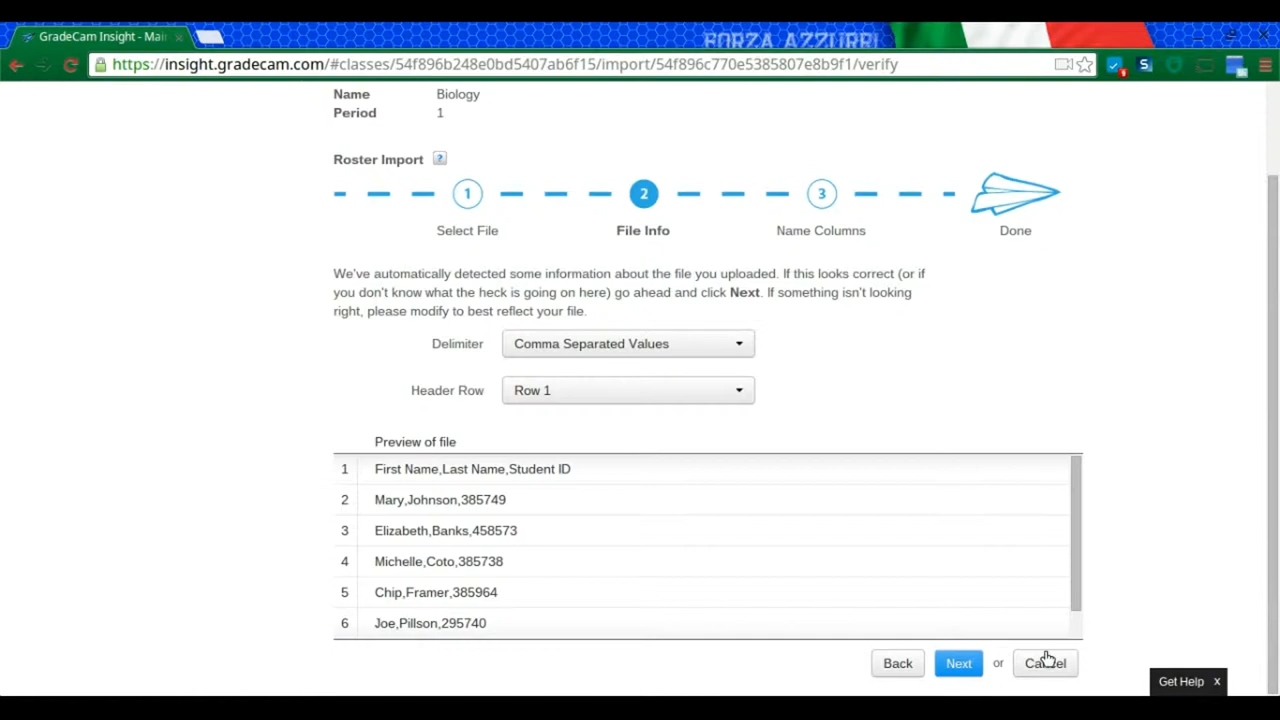 FORZA AZZURRI
GradeCam Insight - Mai
https://insight.gradecam.com/#classes/54f896b248e0bd5407ab6f15/import/54f896c770e5385807e8b9f1/verify
Name Biology
Period 1
Roster Import ?
1 2 3
Select File File Info Name Columns Done
We've automatically detected some information about the file you uploaded. If this looks correct (or if
you don't know what the heck is going on here) go ahead and click Next. If something isn't looking
right, please modify to best reflect your file.
Delimiter Comma Separated Values
Header Row Row 1
Preview of file
1 First Name,Last Name,Student ID
2 Mary,Johnson,385749
3 Elizabeth,Banks,458573
4 Michelle,Coto,385738
5 Chip,Framer,385964
6 Joe,Pillson,295740
Back Next or Cancel
Get Help x